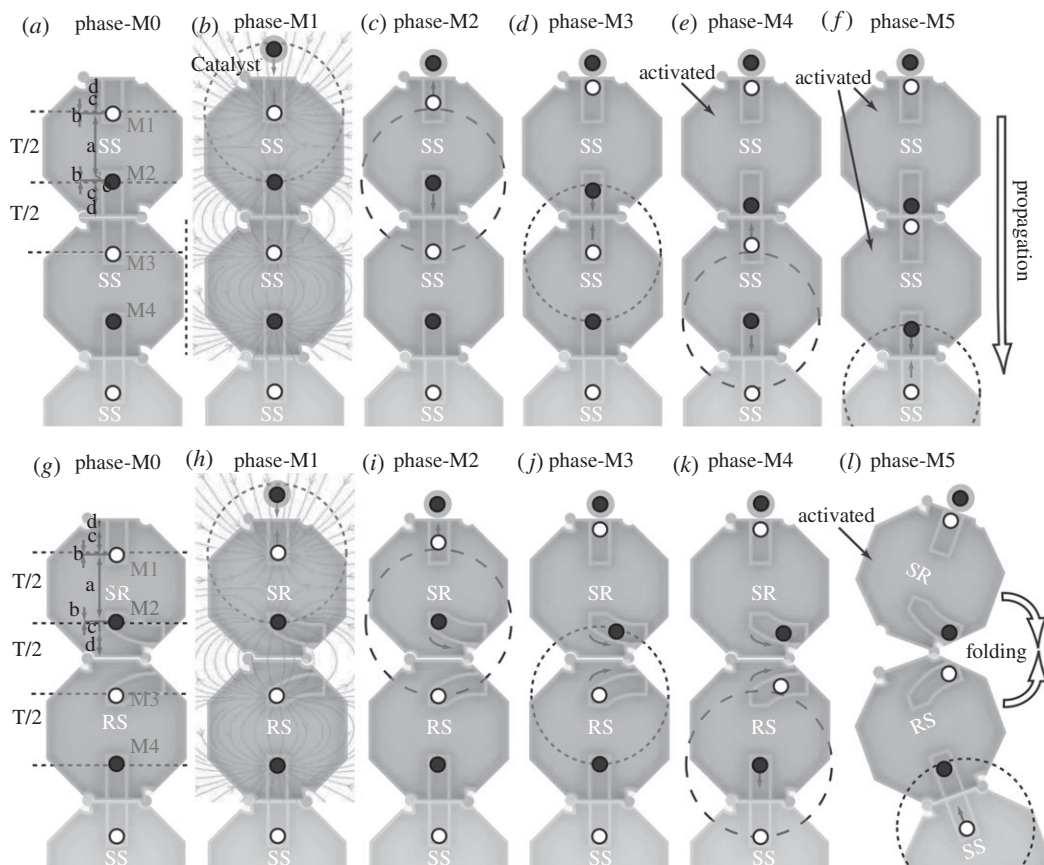 (a) phase-M0
(b) phase-M1
(c) phase-M2
(d) phase-M3
(e) phase-M4
(f) phase-M5
d
c
b
M1
T/2
a
SS
b
M2
c
c
d
T/2
M3
SS
M4
SS
Catalyst
SS
SS
SS
SS
SS
SS
SS
SS
activated
SS
SS
SS
activated
SS
SS
SS
propagation
(g) phase-M0
(h) phase-M1
(i) phase-M2
(j) phase-M3
(k) phase-M4
(l) phase-M5
d
c
b
M1
T/2
a
SR
b
M2
c
d
T/2
M3
T/2
RS
M4
SS
Catalyst
SR
RS
SR
RS
SS
SR
RS
SS
SR
RS
SS
activated
SR
folding
RS
SS